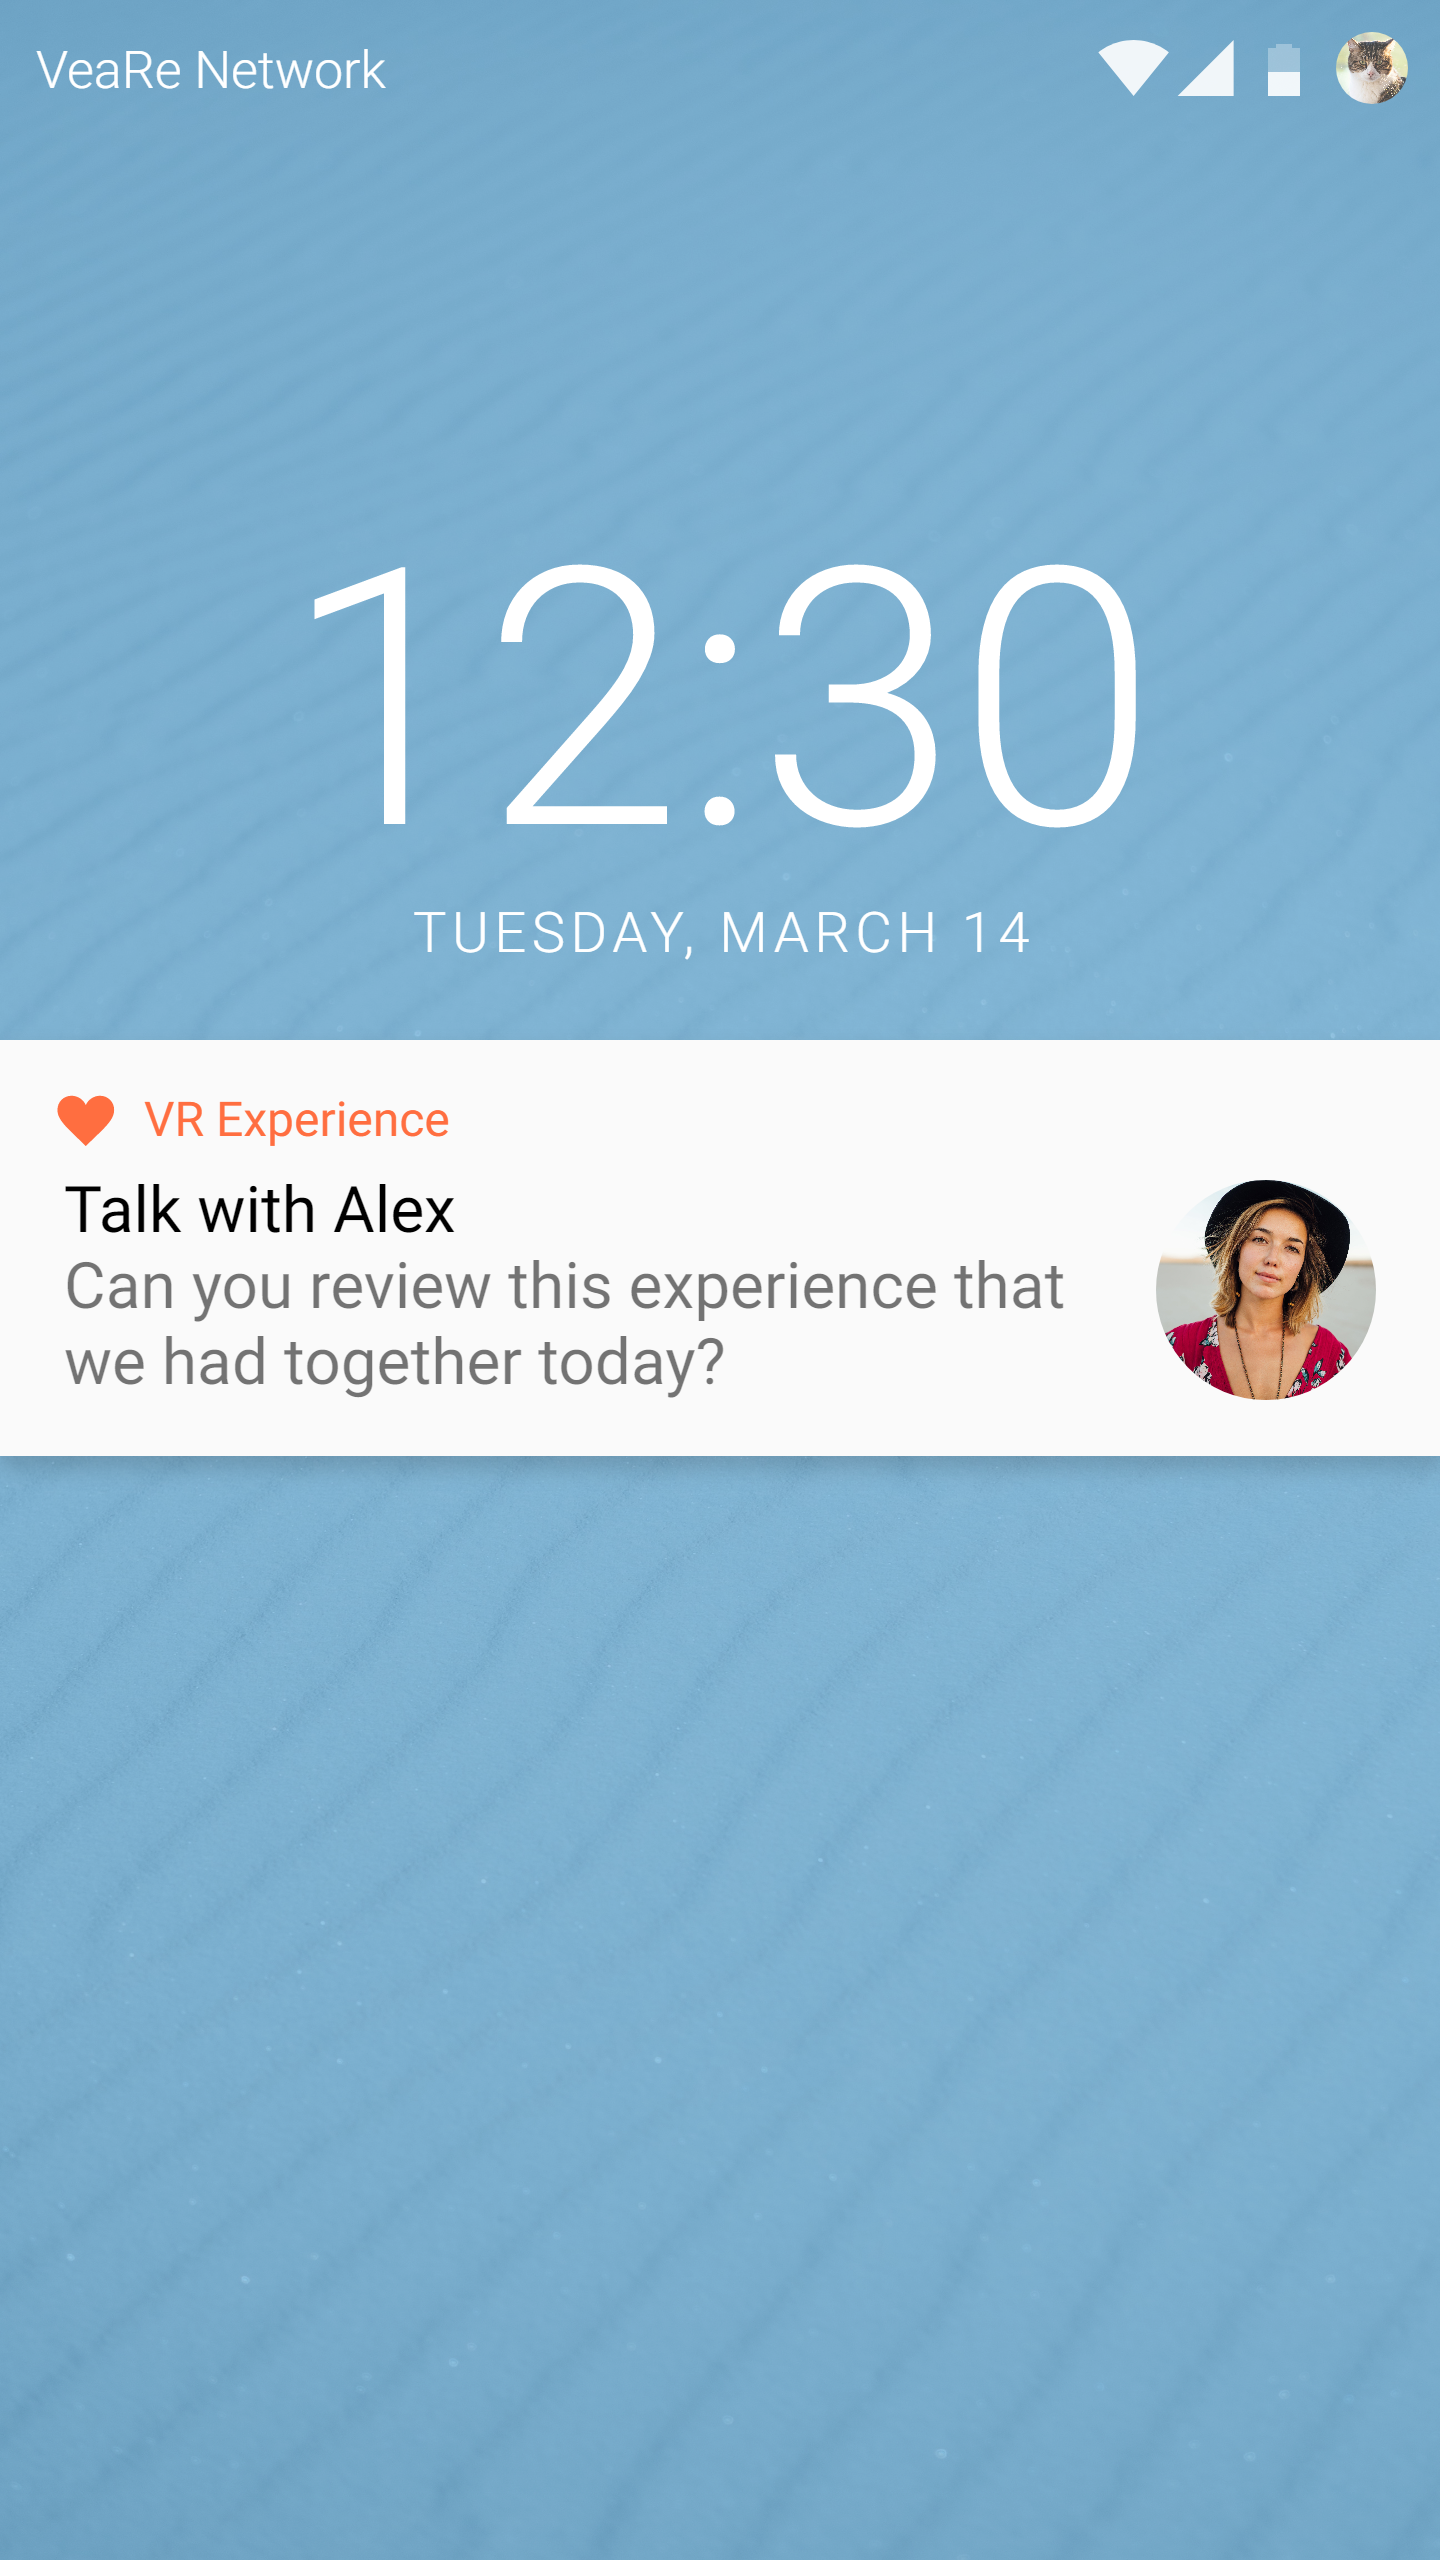 VeaRe Network
12:30
TUESDAY, MARCH 14
VR Experience
Talk with Alex
Can you review this experience that
we had together today?